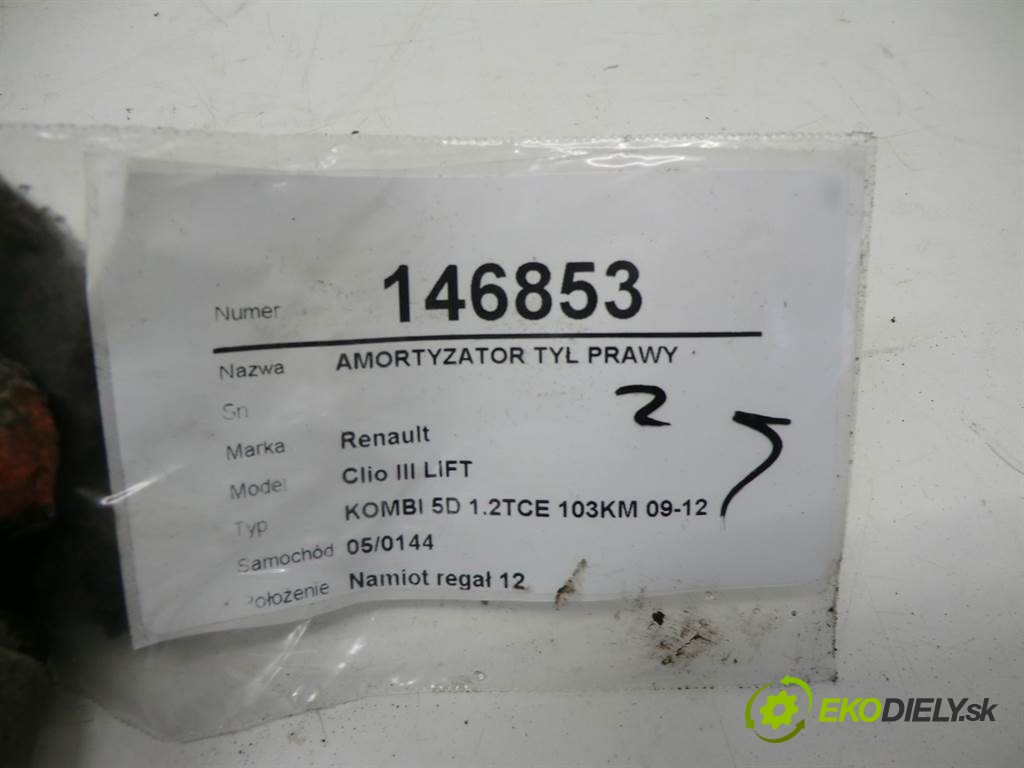 Numer 146853
Nazwa AMORTYZATOR TYŁ PRAWY
Sn
2
Marka Renault
Model Clio III LIFT
Typ KOMBI 5D 1.2TCE 103KM 09-12
Samochód 05/0144
Położenie Namiot regał 12
EKODIELY.sk